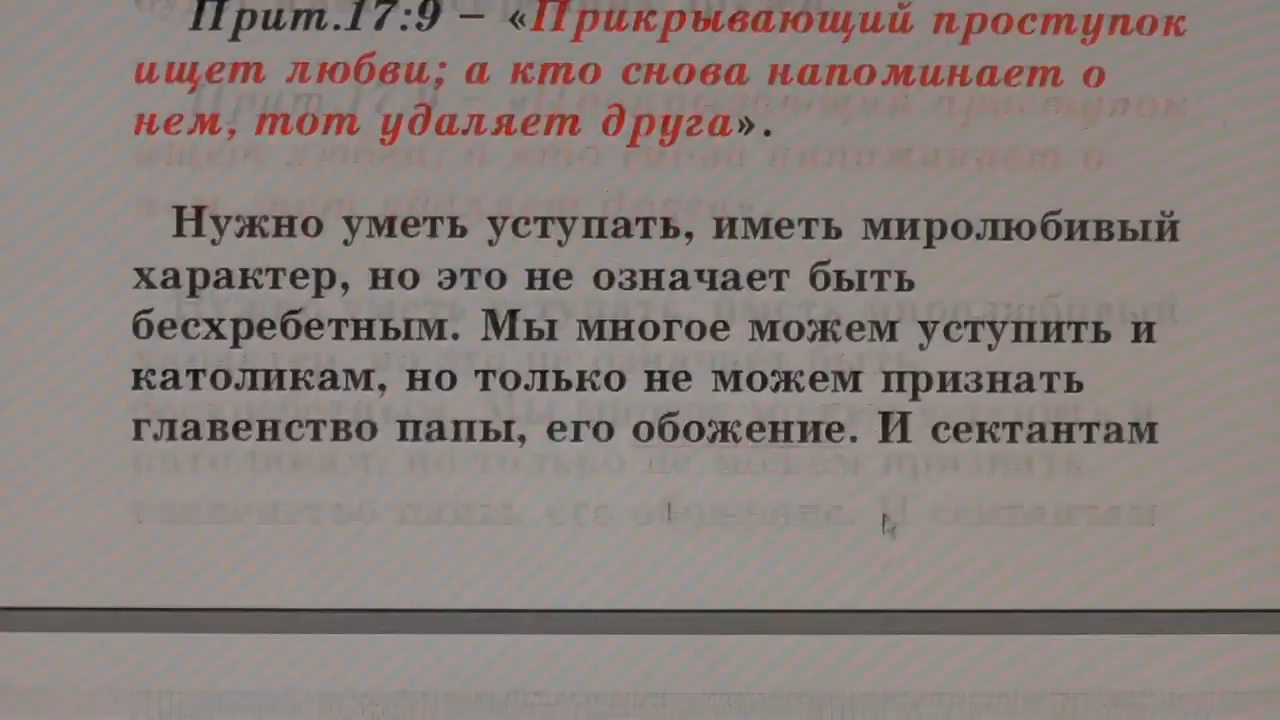 Прит.17:9 – «Прикрывающий проступок
ищет любви; а кто снова напоминает о
нем, тот удаляет друга».
Нужно уметь уступать, иметь миролюбивый
характер, но это не означает быть
бесхребетным. Мы многое можем уступить и
католикам, но только не можем признать
главенство папы, его обожение. И сектантам